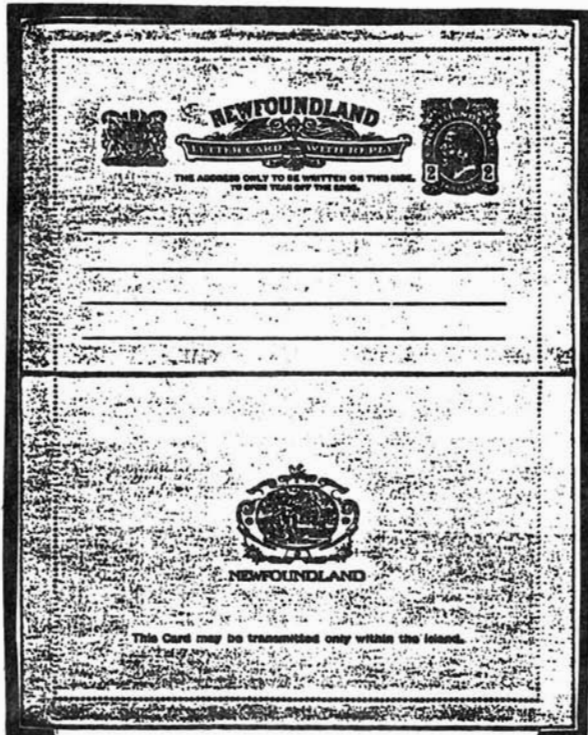 NEWFOUNDLAND
LETTER CARD WITH REPLY
THE ADDRESS ONLY TO BE WRITTEN ON THIS SIDE.
TO OPEN TEAR OFF THE EDGE.
NEWFOUNDLAND
2 2
NEWFOUNDLAND
This Card may be transmitted only within the Island.